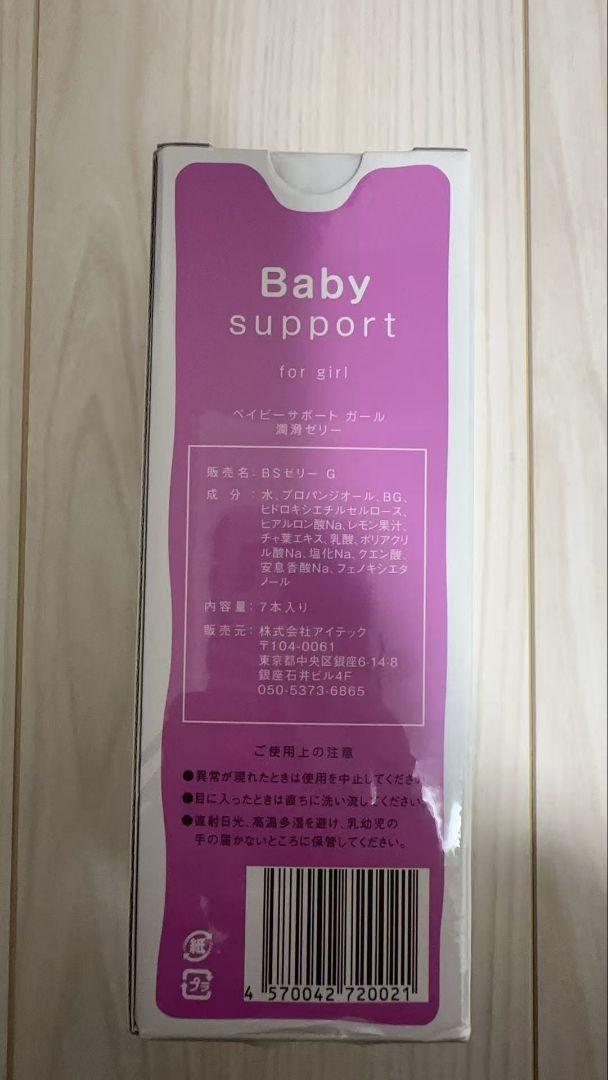 Baby
support
for girl
ベイビーサポート ガール
潤滑ゼリー
販売名：BSゼリー G
成　分：水、プロパンジオール、BG、
ヒドロキシエチルセルロース、
ヒアルロン酸Na、レモン果汁、
チャ葉エキス、乳酸、ポリアクリ
ル酸Na、塩化Na、クエン酸、
安息香酸Na、フェノキシエタ
ノール
内容量：7本入り
販売元：株式会社アイテック
〒104-0061
東京都中央区銀座6-14-8
銀座石井ビル4F
050-5373-6865
ご使用上の注意
●異常が現れたときは使用を中止してください
●目に入ったときは直ちに洗い流してください
●直射日光、高温多湿を避け、乳幼児の
手の届かないところに保管してください。
紙
プラ
4 570042 720021